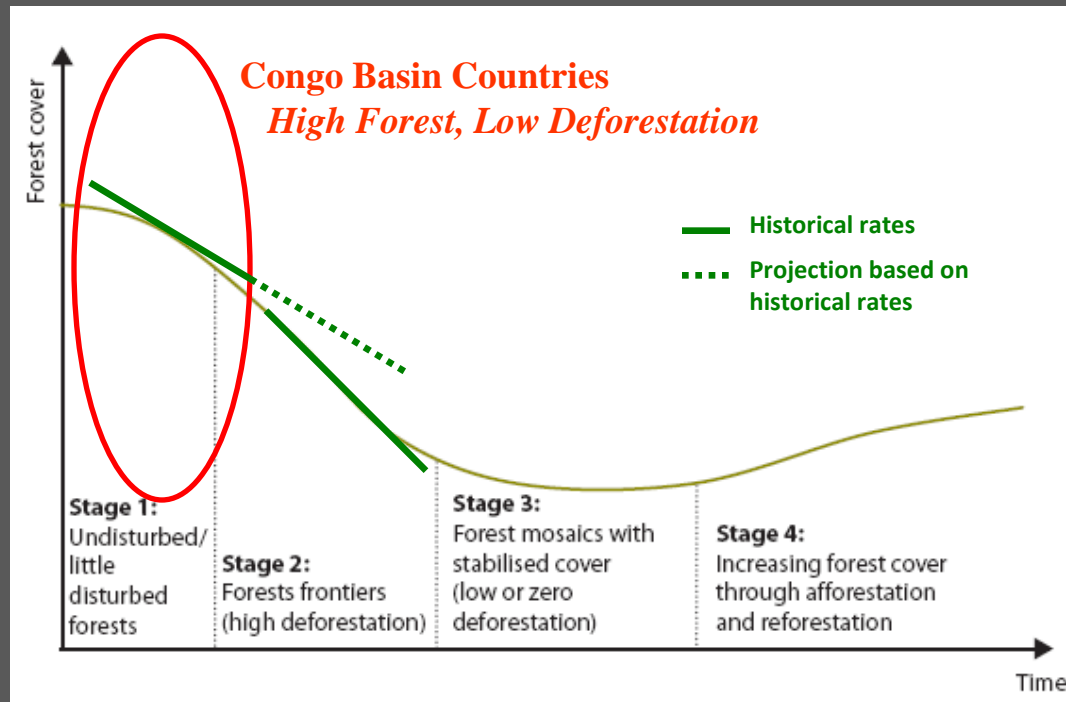 Congo Basin Countries
High Forest, Low Deforestation
Forest cover
Historical rates
Projection based on
historical rates
Stage 1:
Undisturbed/
little
disturbed
forests
Stage 2:
Forests frontiers
(high deforestation)
Stage 3:
Forest mosaics with
stabilised cover
(low or zero
deforestation)
Stage 4:
Increasing forest cover
through afforestation
and reforestation
Time